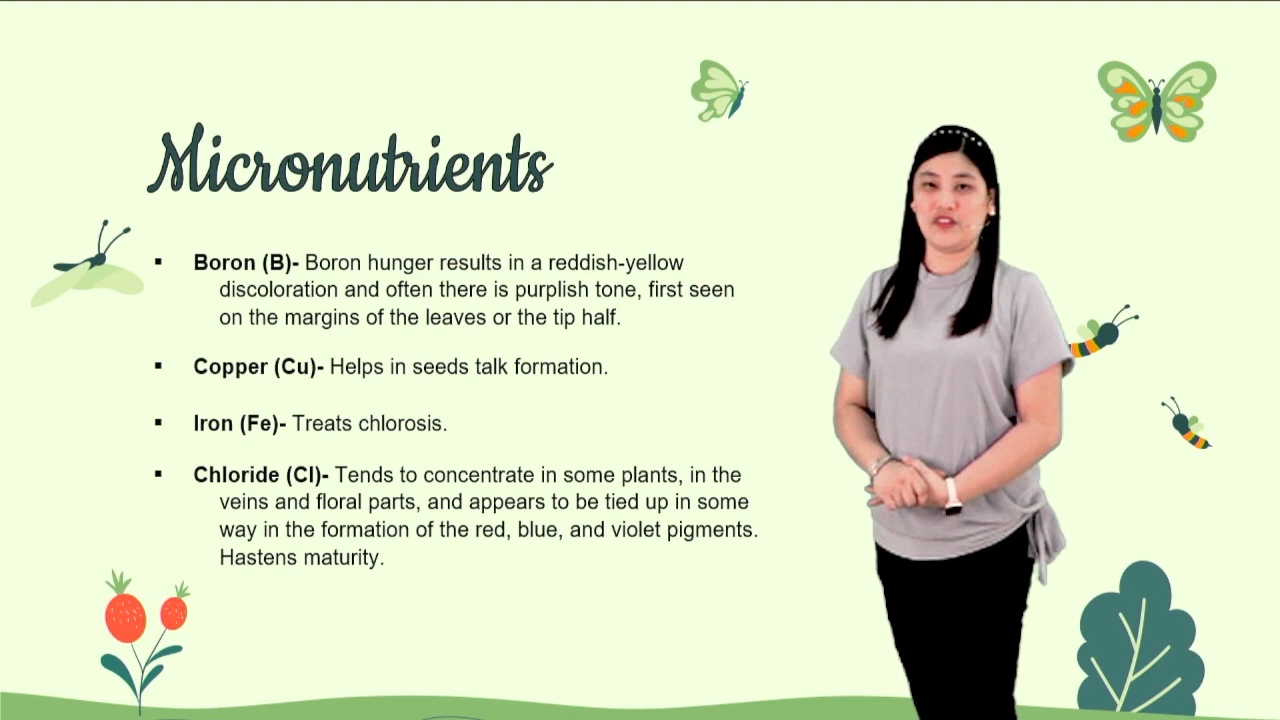 Micronutrients
▪ Boron (B)- Boron hunger results in a reddish-yellow
discoloration and often there is purplish tone, first seen
on the margins of the leaves or the tip half.
▪ Copper (Cu)- Helps in seeds talk formation.
▪ Iron (Fe)- Treats chlorosis.
▪ Chloride (Cl)- Tends to concentrate in some plants, in the
veins and floral parts, and appears to be tied up in some
way in the formation of the red, blue, and violet pigments.
Hastens maturity.